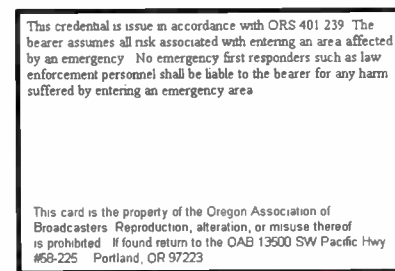 This credential is issue in accordance with ORS 401 239 The
bearer assumes all risk associated with entering an area affected
by an emergency No emergency first responders such as law
enforcement personnel shall be liable to the bearer for any harm
suffered by entering an emergency area
This card is the property of the Oregon Association of
Broadcasters Reproduction, alteration, or misuse thereof
is prohibited If found return to the OAB 13500 SW Pacific Hwy
#58-225 Portland, OR 97223